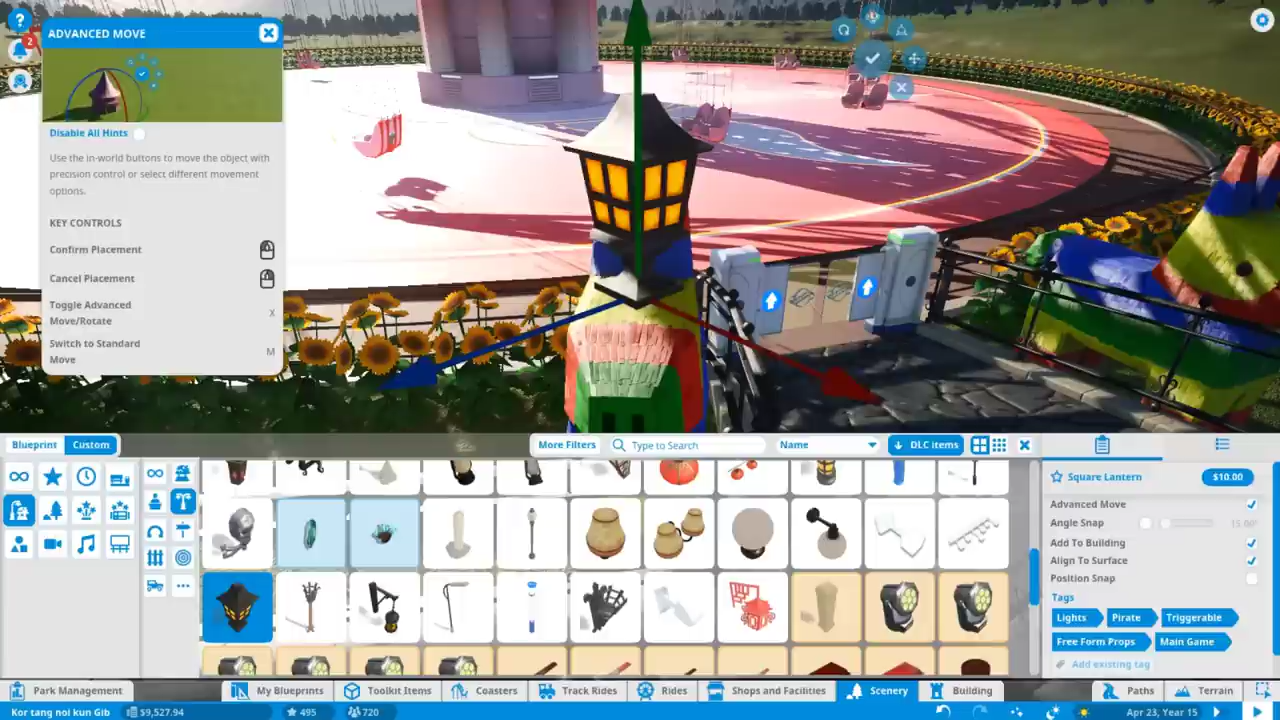 ?
2
ADVANCED MOVE
Disable All Hints
Use the in-world buttons to move the object with
precision control or select different movement
options.
KEY CONTROLS
Confirm Placement
Cancel Placement
Toggle Advanced
Move/Rotate
X
Switch to Standard
Move
M
Blueprint
Custom
More Filters
Type to Search
Name
DLC items
Square Lantern
$10.00
Advanced Move
Angle Snap
15.00°
Add To Building
Align To Surface
Position Snap
Tags
Lights
Pirate
Triggerable
Free Form Props
Main Game
Add existing tag
Park Management
My Blueprints
Toolkit Items
Coasters
Track Rides
Rides
Shops and Facilities
Scenery
Building
Paths
Terrain
Kor tang noi kun Gib
$9,527.94
495
720
Apr 23, Year 15